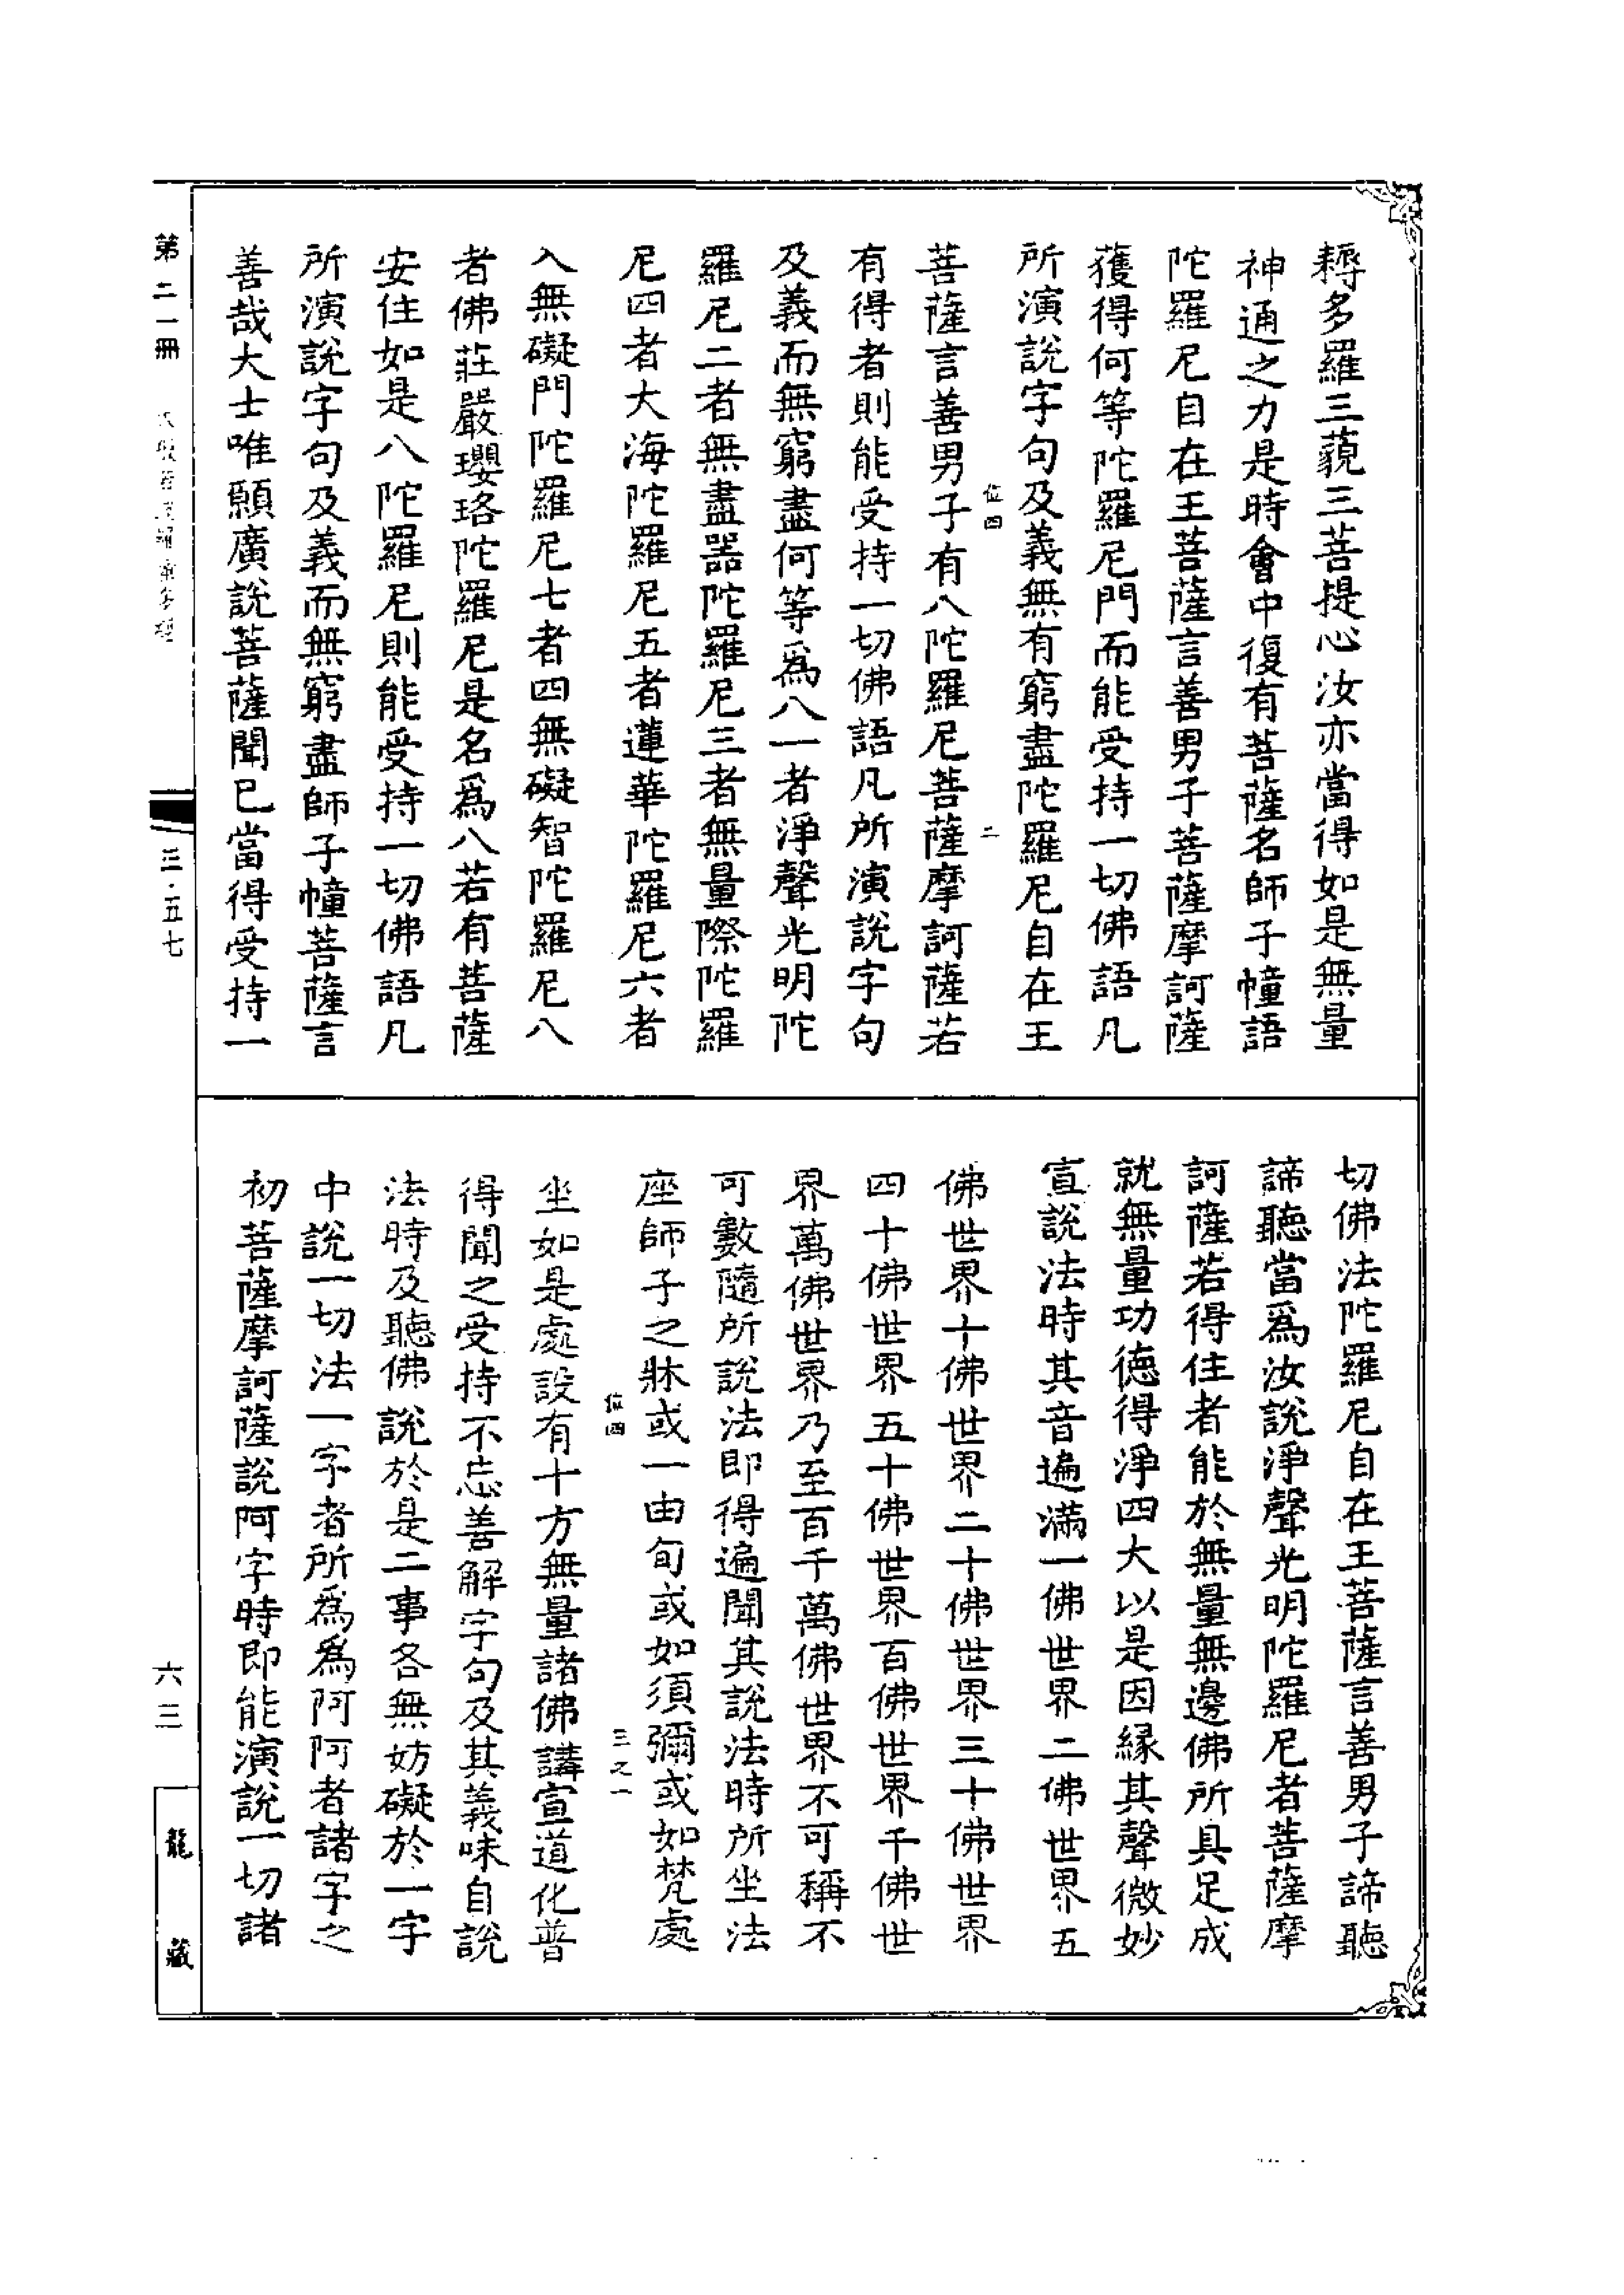 耨多羅三藐三菩提心汝亦當得如是無量
神通之力是時會中復有菩薩名師子幢語
陀羅尼自在王菩薩言善男子菩薩摩訶薩
獲得何等陀羅尼門而能受持一切佛語凡
所演說字句及義無有窮盡陀羅尼自在王
位四 二
菩薩言善男子有八陀羅尼菩薩摩訶薩若
有得者則能受持一切佛語凡所演說字句
及義而無窮盡何等爲八一者淨聲光明陀
羅尼二者無盡器陀羅尼三者無量際陀羅
尼四者大海陀羅尼五者蓮華陀羅尼六者
入無礙門陀羅尼七者四無礙智陀羅尼八
者佛莊嚴瓔珞陀羅尼是名爲八若有菩薩
安住如是八陀羅尼則能受持一切佛語凡
所演說字句及義而無窮盡師子幢菩薩言
善哉大士唯願廣說菩薩聞已當得受持一
切佛法陀羅尼自在王菩薩言善男子諦聽
諦聽當爲汝說淨聲光明陀羅尼者菩薩摩
訶薩若得住者能於無量無邊佛所具足成
就無量功德得淨四大以是因緣其聲微妙
宣說法時其音遍滿一佛世界二佛世界五
佛世界十佛世界二十佛世界三十佛世界
四十佛世界五十佛世界百佛世界千佛世
界萬佛世界乃至百千萬佛世界不可稱不
可數隨所說法即得遍聞其說法時所坐法
座師子之牀或一由旬或如須彌或如梵處
位四 三之一
坐如是處設有十方無量諸佛講宣道化普
得聞之受持不忘善解字句及其義味自說
法時及聽佛說於是二事各無妨礙於一字
中說一切法一字者所爲爲阿阿者諸字之
初菩薩摩訶薩說阿字時即能演說一切諸
第二一冊
三·五七
六三
龍藏